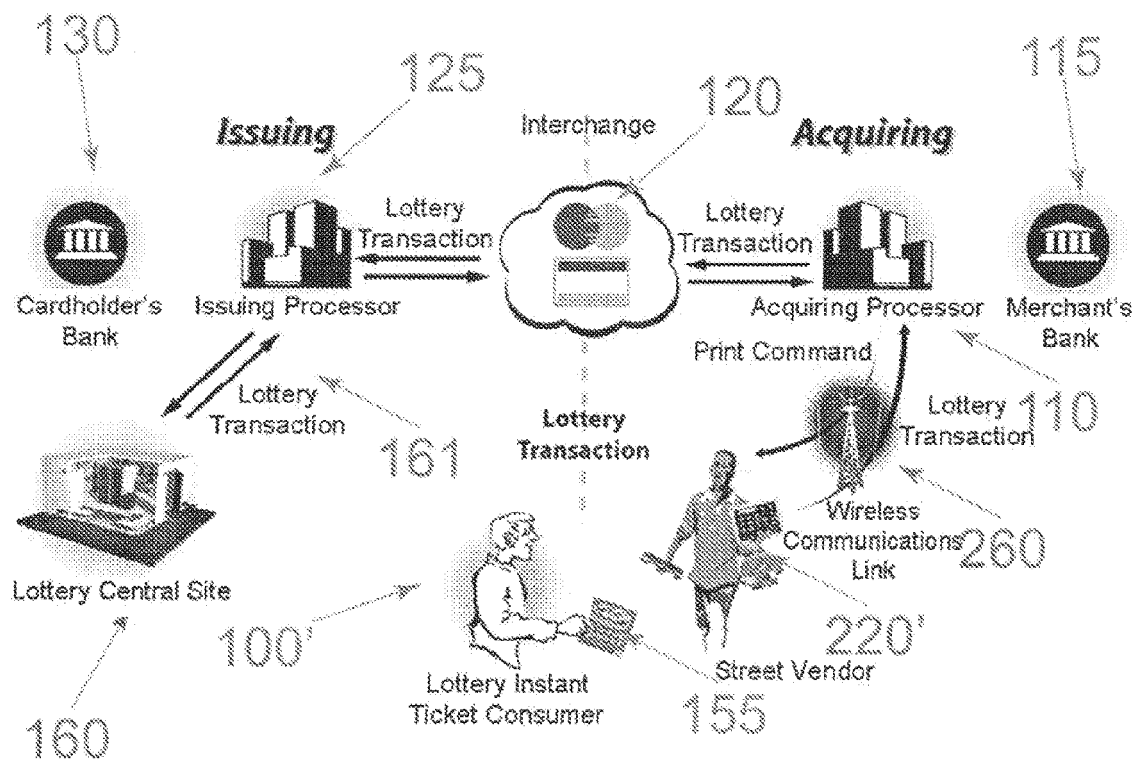 130
125
120
115
Issuing
Interchange
Acquiring
Lottery
Transaction
Lottery
Transaction
Cardholder's
Bank
Issuing Processor
Acquiring Processor
Merchant's
Bank
Print Command
Lottery
Transaction
161
Lottery
Transaction
Lottery
Transaction
110
Wireless
Communications
Link
260
Lottery Central Site
100'
220'
Street Vendor
Lottery Instant
Ticket Consumer
155
160